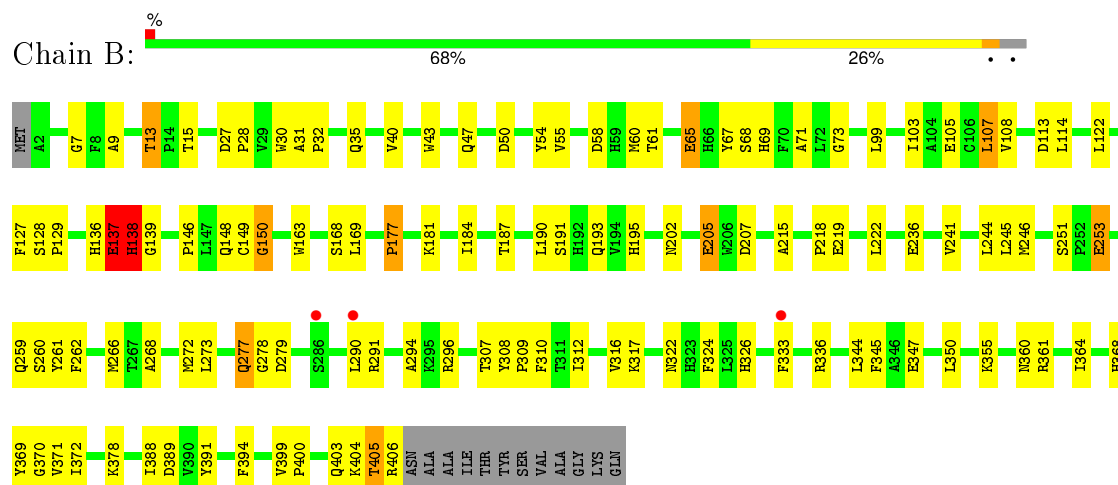 %
Chain B:
68% 26% • •
MET A2 G7 F8 A9 T13 P14 T15 D27 P28 V29 W30 A31 P32 Q35 V40 W43 Q47 D50 Y54 V55 D58 H59 M60 T61 E65 H66 Y67 S68 H69 F70 A71 L72 G73 L99 I103 A104 E105 C106 L107 V108 D113 L114 L122
F127 S128 P129 H136 E137 H138 G139 P146 L147 Q148 C149 G150 W163 S168 L169 P177 K181 I184 T187 L190 S191 H192 Q193 V194 H195 N202 E205 W206 D207 A215 P218 E219 L222 E236 V241 L244 L245 M246 S251 P252 E253
Q259 S260 Y261 F262 M266 T267 A268 M272 L273 Q277 G278 D279 S286 L290 R291 A294 K295 R296 T307 Y308 P309 F310 T311 I312 V316 K317 N322 H323 F324 L325 H326 F333 R336 L344 F345 A346 E347 L350 K355 N360 R361 I364 H368
Y369 G370 V371 I372 K378 I388 D389 V390 Y391 F394 V399 P400 Q403 K404 T405 R406 ASN ALA ALA ILE THR TYR SER VAL ALA GLY LYS GLN